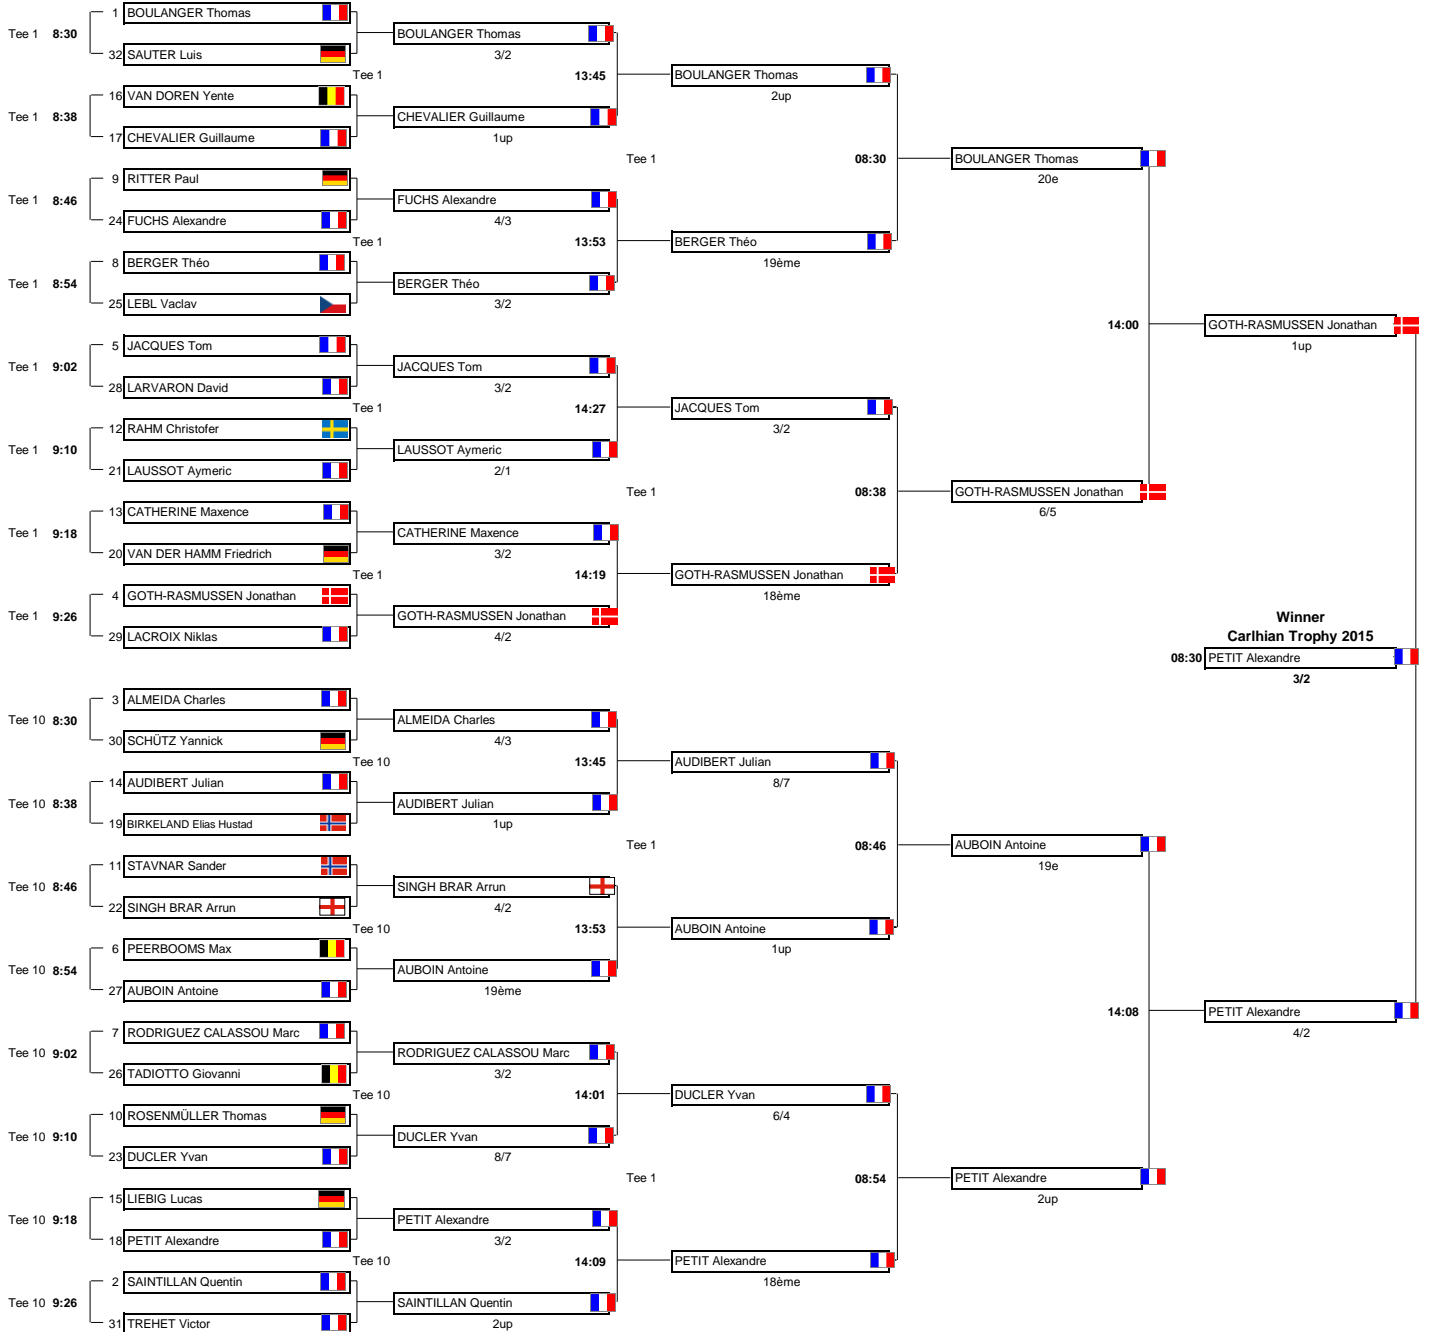 1 BOULANGER Thomas
Tee 1 8:30 BOULANGER Thomas
32 SAUTER Luis 3/2
Tee 1 13:45 BOULANGER Thomas
16 VAN DOREN Yente 2up
Tee 1 8:38 CHEVALIER Guillaume
17 CHEVALIER Guillaume 1up
Tee 1 08:30 BOULANGER Thomas
9 RITTER Paul 20e
Tee 1 8:46 FUCHS Alexandre
24 FUCHS Alexandre 4/3
Tee 1 13:53 BERGER Théo
8 BERGER Théo 19ème
Tee 1 8:54 BERGER Théo
25 LEBL Vaclav 3/2
14:00 GOTH-RASMUSSEN Jonathan
5 JACQUES Tom 1up
Tee 1 9:02 JACQUES Tom
28 LARVARON David 3/2
Tee 1 14:27 JACQUES Tom
12 RAHM Christofer 3/2
Tee 1 9:10 LAUSSOT Aymeric
21 LAUSSOT Aymeric 2/1
Tee 1 08:38 GOTH-RASMUSSEN Jonathan
13 CATHERINE Maxence 6/5
Tee 1 9:18 CATHERINE Maxence
20 VAN DER HAMM Friedrich 3/2
Tee 1 14:19 GOTH-RASMUSSEN Jonathan
4 GOTH-RASMUSSEN Jonathan 18ème
Tee 1 9:26 GOTH-RASMUSSEN Jonathan
Winner
29 LACROIX Niklas 4/2
Carlhian Trophy 2015
08:30 PETIT Alexandre
3/2
3 ALMEIDA Charles
Tee 10 8:30 ALMEIDA Charles
30 SCHÜTZ Yannick 4/3
Tee 10 13:45 AUDIBERT Julian
14 AUDIBERT Julian 8/7
Tee 10 8:38 AUDIBERT Julian
19 BIRKELAND Elias Hustad 1up
Tee 1 08:46 AUBOIN Antoine
11 STAVNAR Sander 19e
Tee 10 8:46 SINGH BRAR Arrun
22 SINGH BRAR Arrun 4/2
Tee 10 13:53 AUBOIN Antoine
6 PEERBOOMS Max 1up
Tee 10 8:54 AUBOIN Antoine
27 AUBOIN Antoine 19ème
14:08 PETIT Alexandre
7 RODRIGUEZ CALASSOU Marc 4/2
Tee 10 9:02 RODRIGUEZ CALASSOU Marc
26 TADIOTTO Giovanni 3/2
Tee 10 14:01 DUCLER Yvan
10 ROSENMÜLLER Thomas 6/4
Tee 10 9:10 DUCLER Yvan
23 DUCLER Yvan 8/7
Tee 1 08:54 PETIT Alexandre
15 LIEBIG Lucas 2up
Tee 10 9:18 PETIT Alexandre
18 PETIT Alexandre 3/2
Tee 10 14:09 PETIT Alexandre
2 SAINTILLAN Quentin 18ème
Tee 10 9:26 SAINTILLAN Quentin
31 TREHET Victor 2up